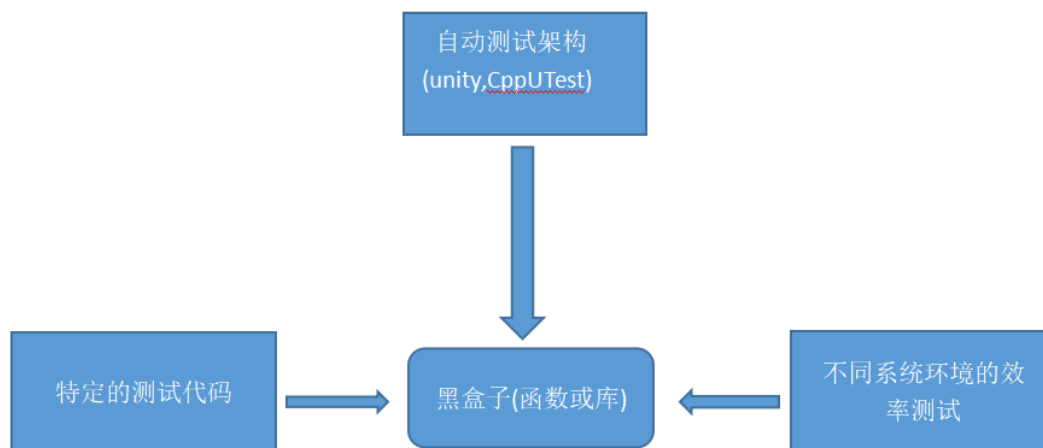 自动测试架构
(unity,CppUTest)
特定的测试代码
黑盒子(函数或库)
不同系统环境的效
率测试